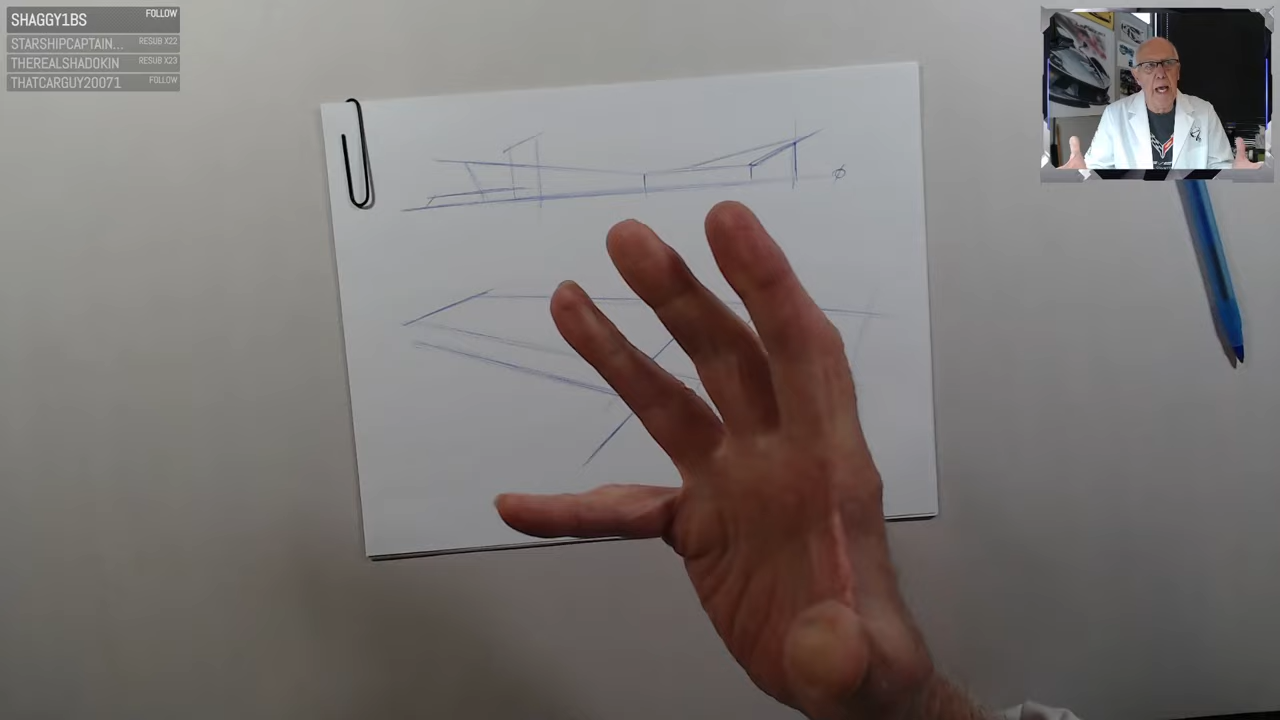 SHAGGY1BS FOLLOW
STARSHIPCAPTAIN... RESUB X22
THEREALSHADOKIN RESUB X23
THATCARGUY20071 FOLLOW